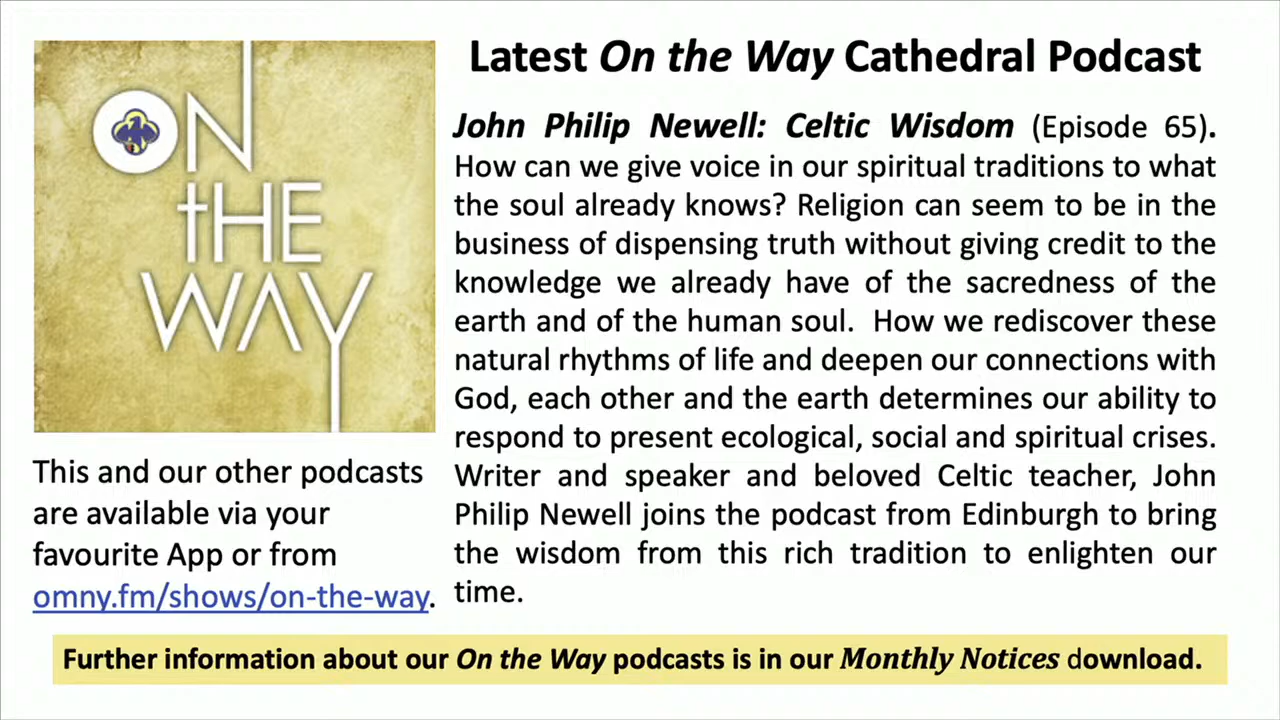 ON
tHE
WAY
This and our other podcasts
are available via your
favourite App or from
omny.fm/shows/on-the-way.
Latest On the Way Cathedral Podcast
John Philip Newell: Celtic Wisdom (Episode 65).
How can we give voice in our spiritual traditions to what
the soul already knows? Religion can seem to be in the
business of dispensing truth without giving credit to the
knowledge we already have of the sacredness of the
earth and of the human soul.  How we rediscover these
natural rhythms of life and deepen our connections with
God, each other and the earth determines our ability to
respond to present ecological, social and spiritual crises.
Writer and speaker and beloved Celtic teacher, John
Philip Newell joins the podcast from Edinburgh to bring
the wisdom from this rich tradition to enlighten our
time.
Further information about our On the Way podcasts is in our Monthly Notices download.